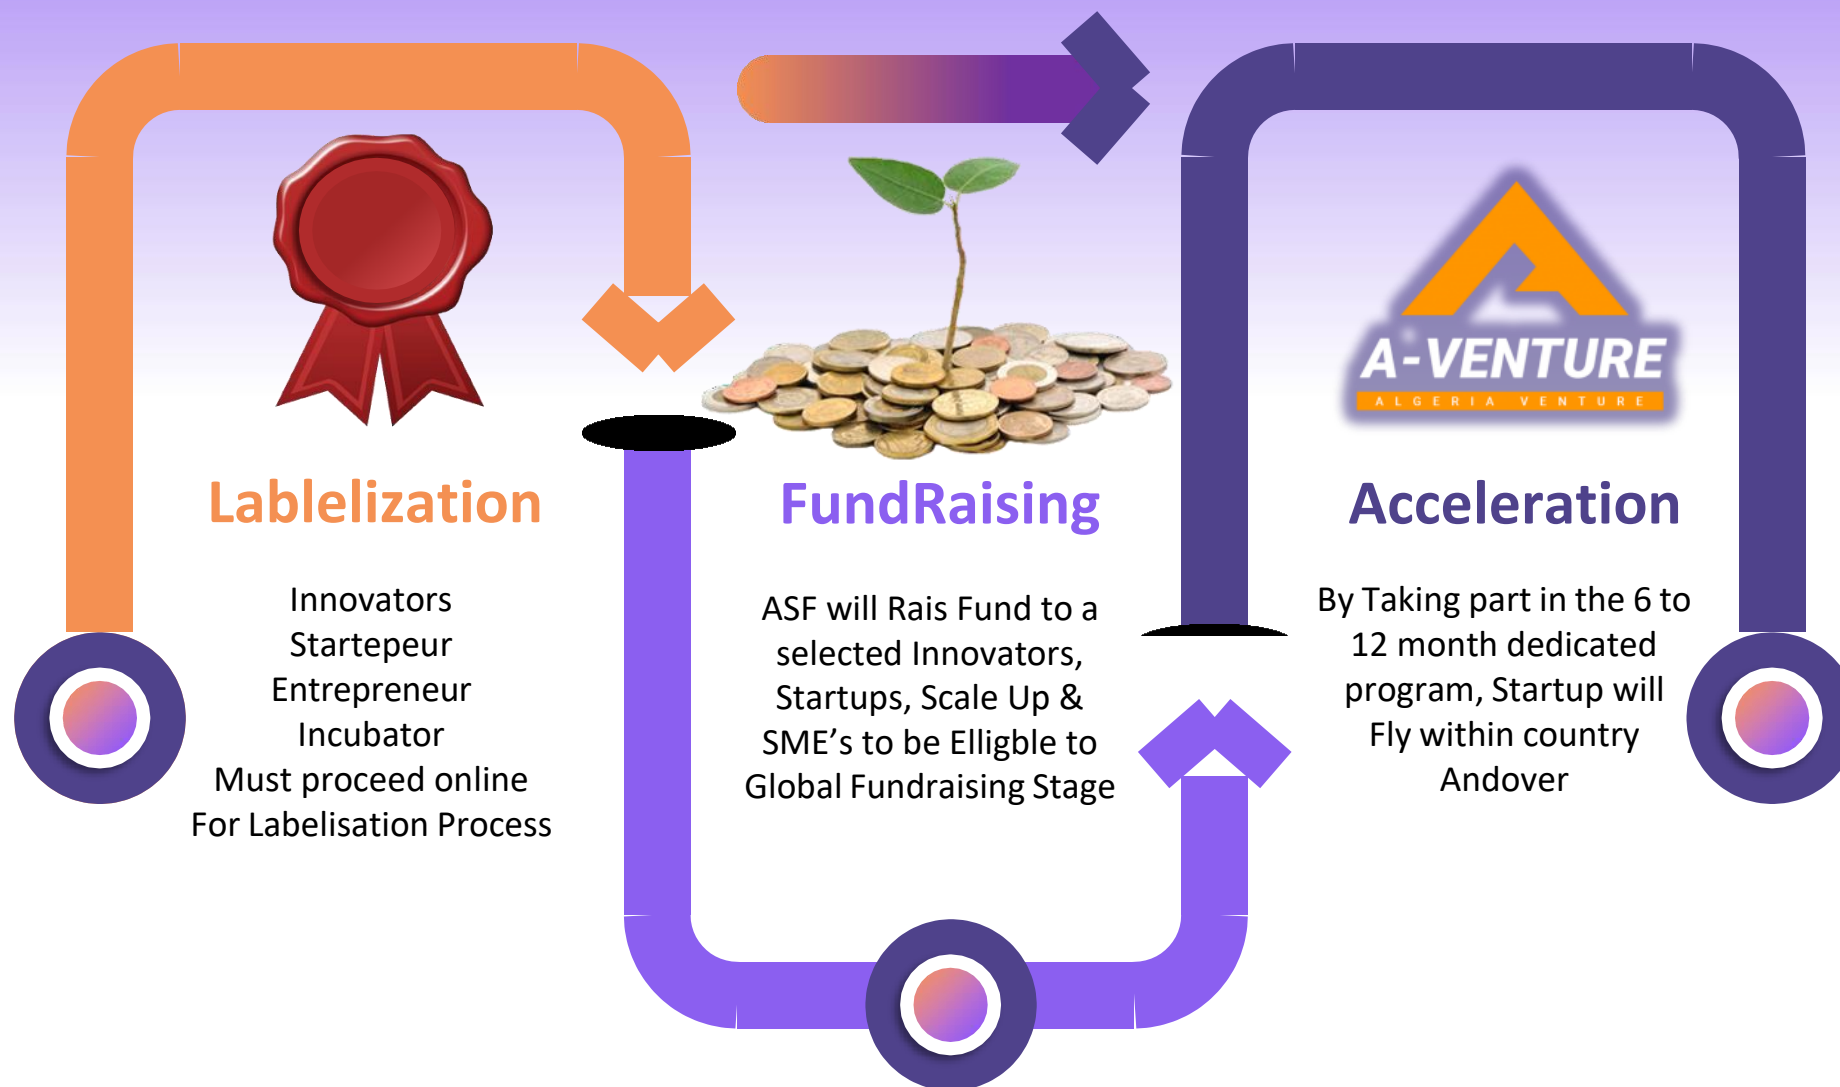 A-VENTURE
ALGERIA VENTURE
Lablelization
Innovators
Startepeur
Entrepreneur
Incubator
Must proceed online
For Labelisation Process
FundRaising
ASF will Rais Fund to a
selected Innovators,
Startups, Scale Up &
SME’s to be Elligble to
Global Fundraising Stage
Acceleration
By Taking part in the 6 to
12 month dedicated
program, Startup will
Fly within country
Andover